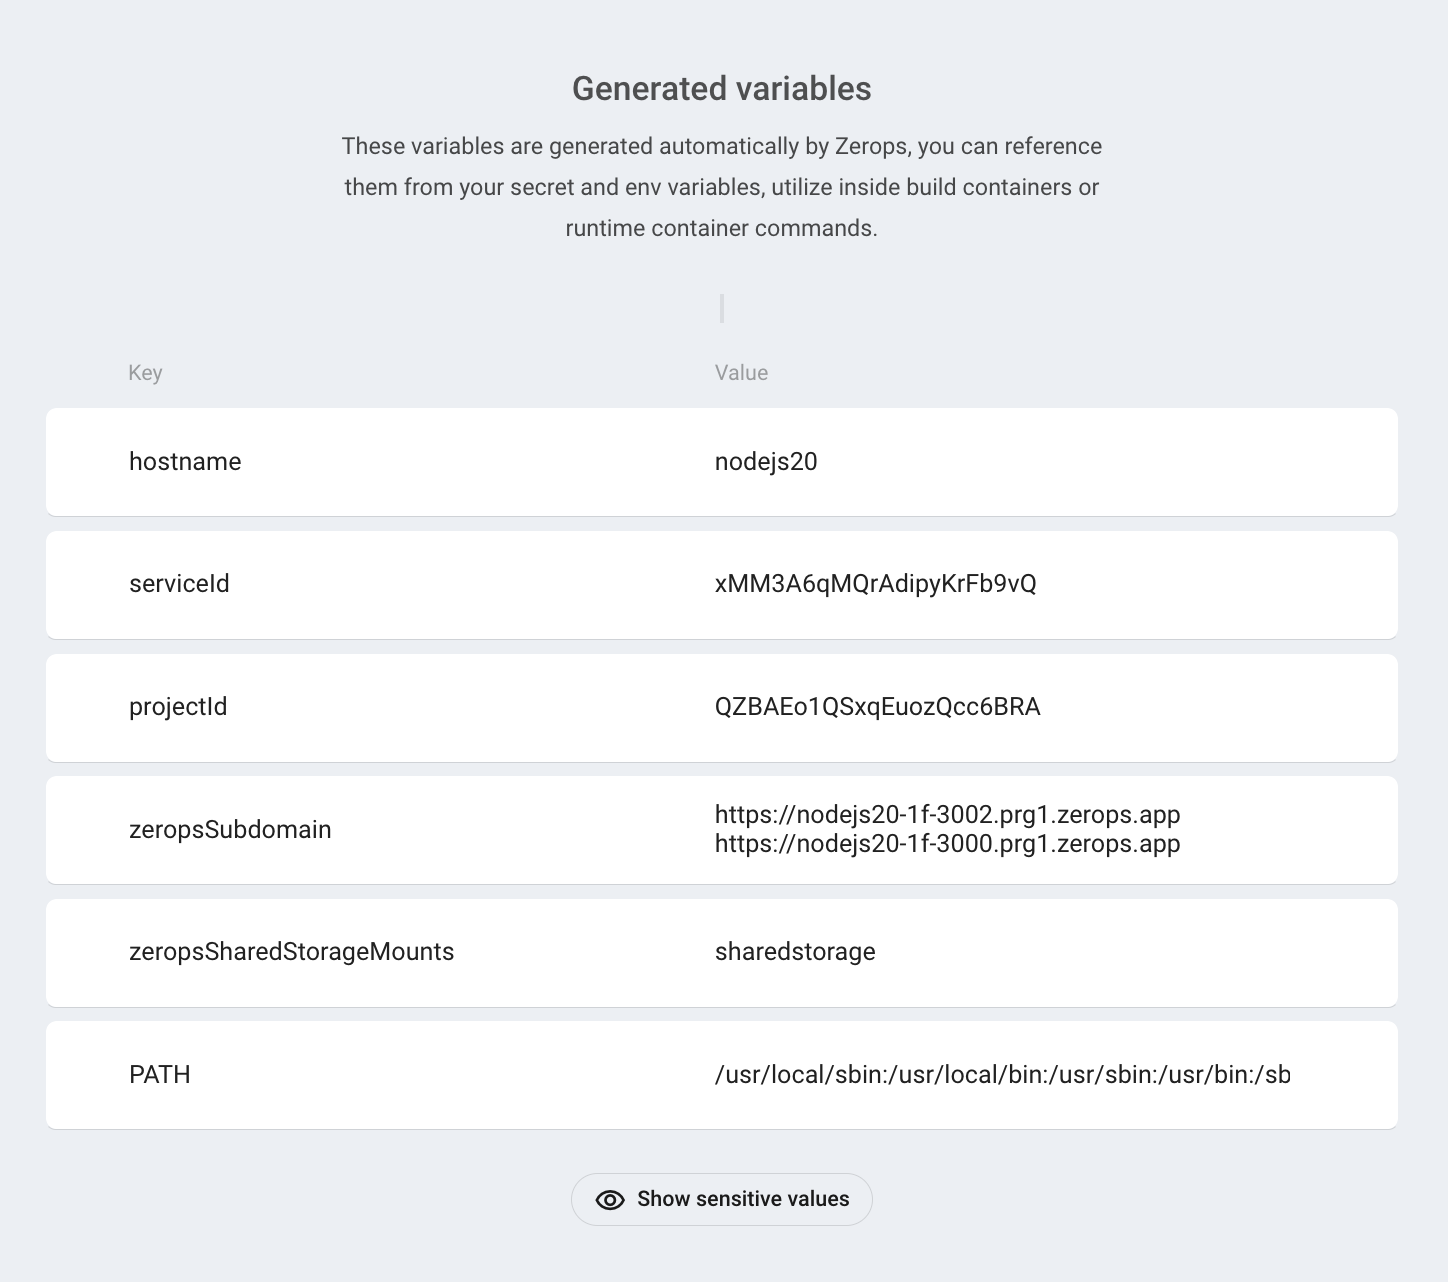 Generated variables
These variables are generated automatically by Zerops, you can reference
them from your secret and env variables, utilize inside build containers or
runtime container commands.
Key Value
hostname nodejs20
serviceId xMM3A6qMQrAdipyKrFb9vQ
projectId QZBAEo1QSxqEuozQcc6BRA
zeropsSubdomain https://nodejs20-1f-3002.prg1.zerops.app
https://nodejs20-1f-3000.prg1.zerops.app
zeropsSharedStorageMounts sharedstorage
PATH /usr/local/sbin:/usr/local/bin:/usr/sbin:/usr/bin:/sb
Show sensitive values